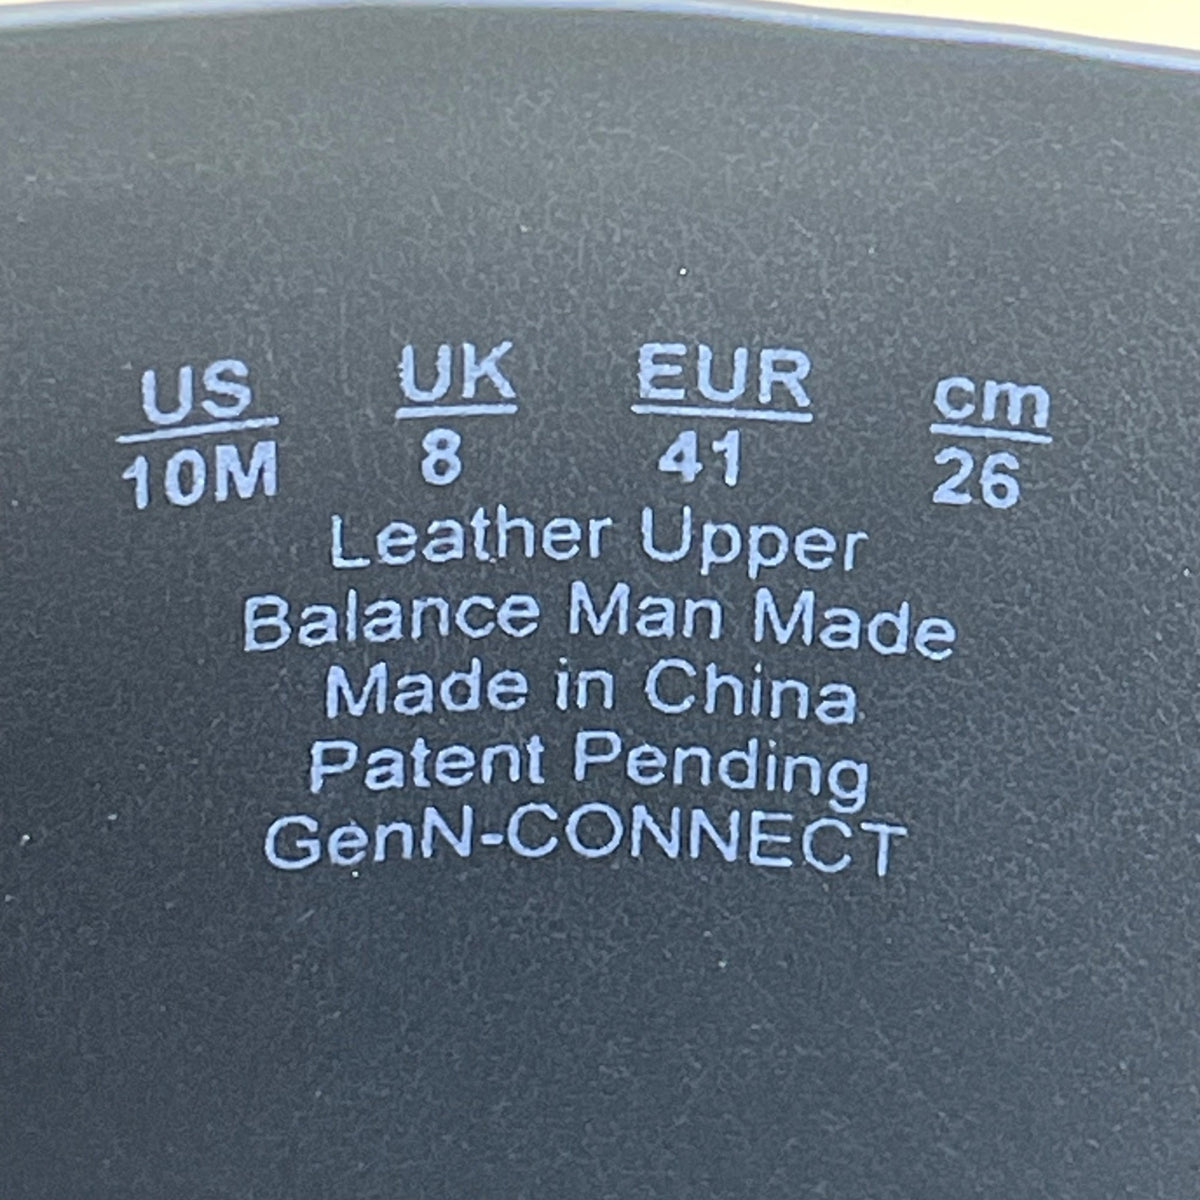 US UK EUR cm
10M 8 41 26
Leather Upper
Balance Man Made
Made in China
Patent Pending
GenN-CONNECT